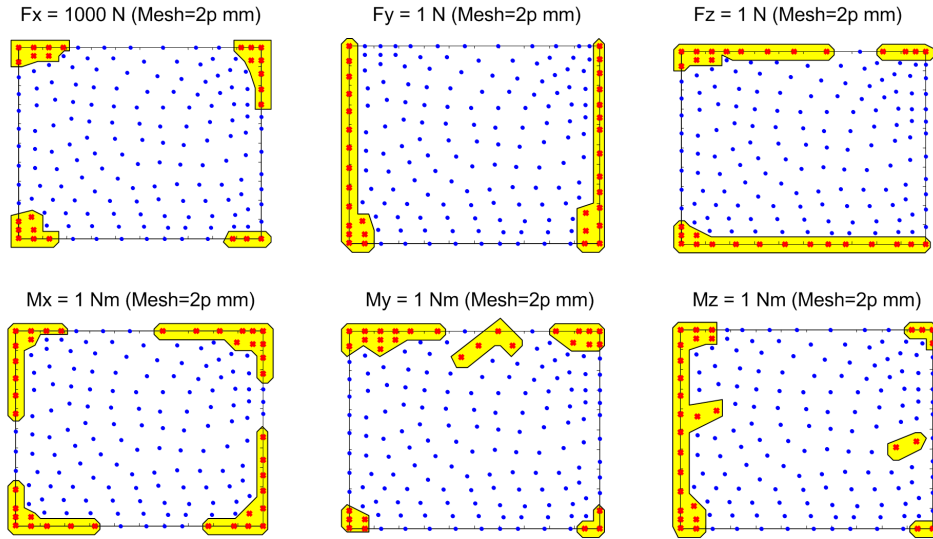 Fx = 1000 N (Mesh=2p mm)
Fy = 1 N (Mesh=2p mm)
Fz = 1 N (Mesh=2p mm)
Mx = 1 Nm (Mesh=2p mm)
My = 1 Nm (Mesh=2p mm)
Mz = 1 Nm (Mesh=2p mm)